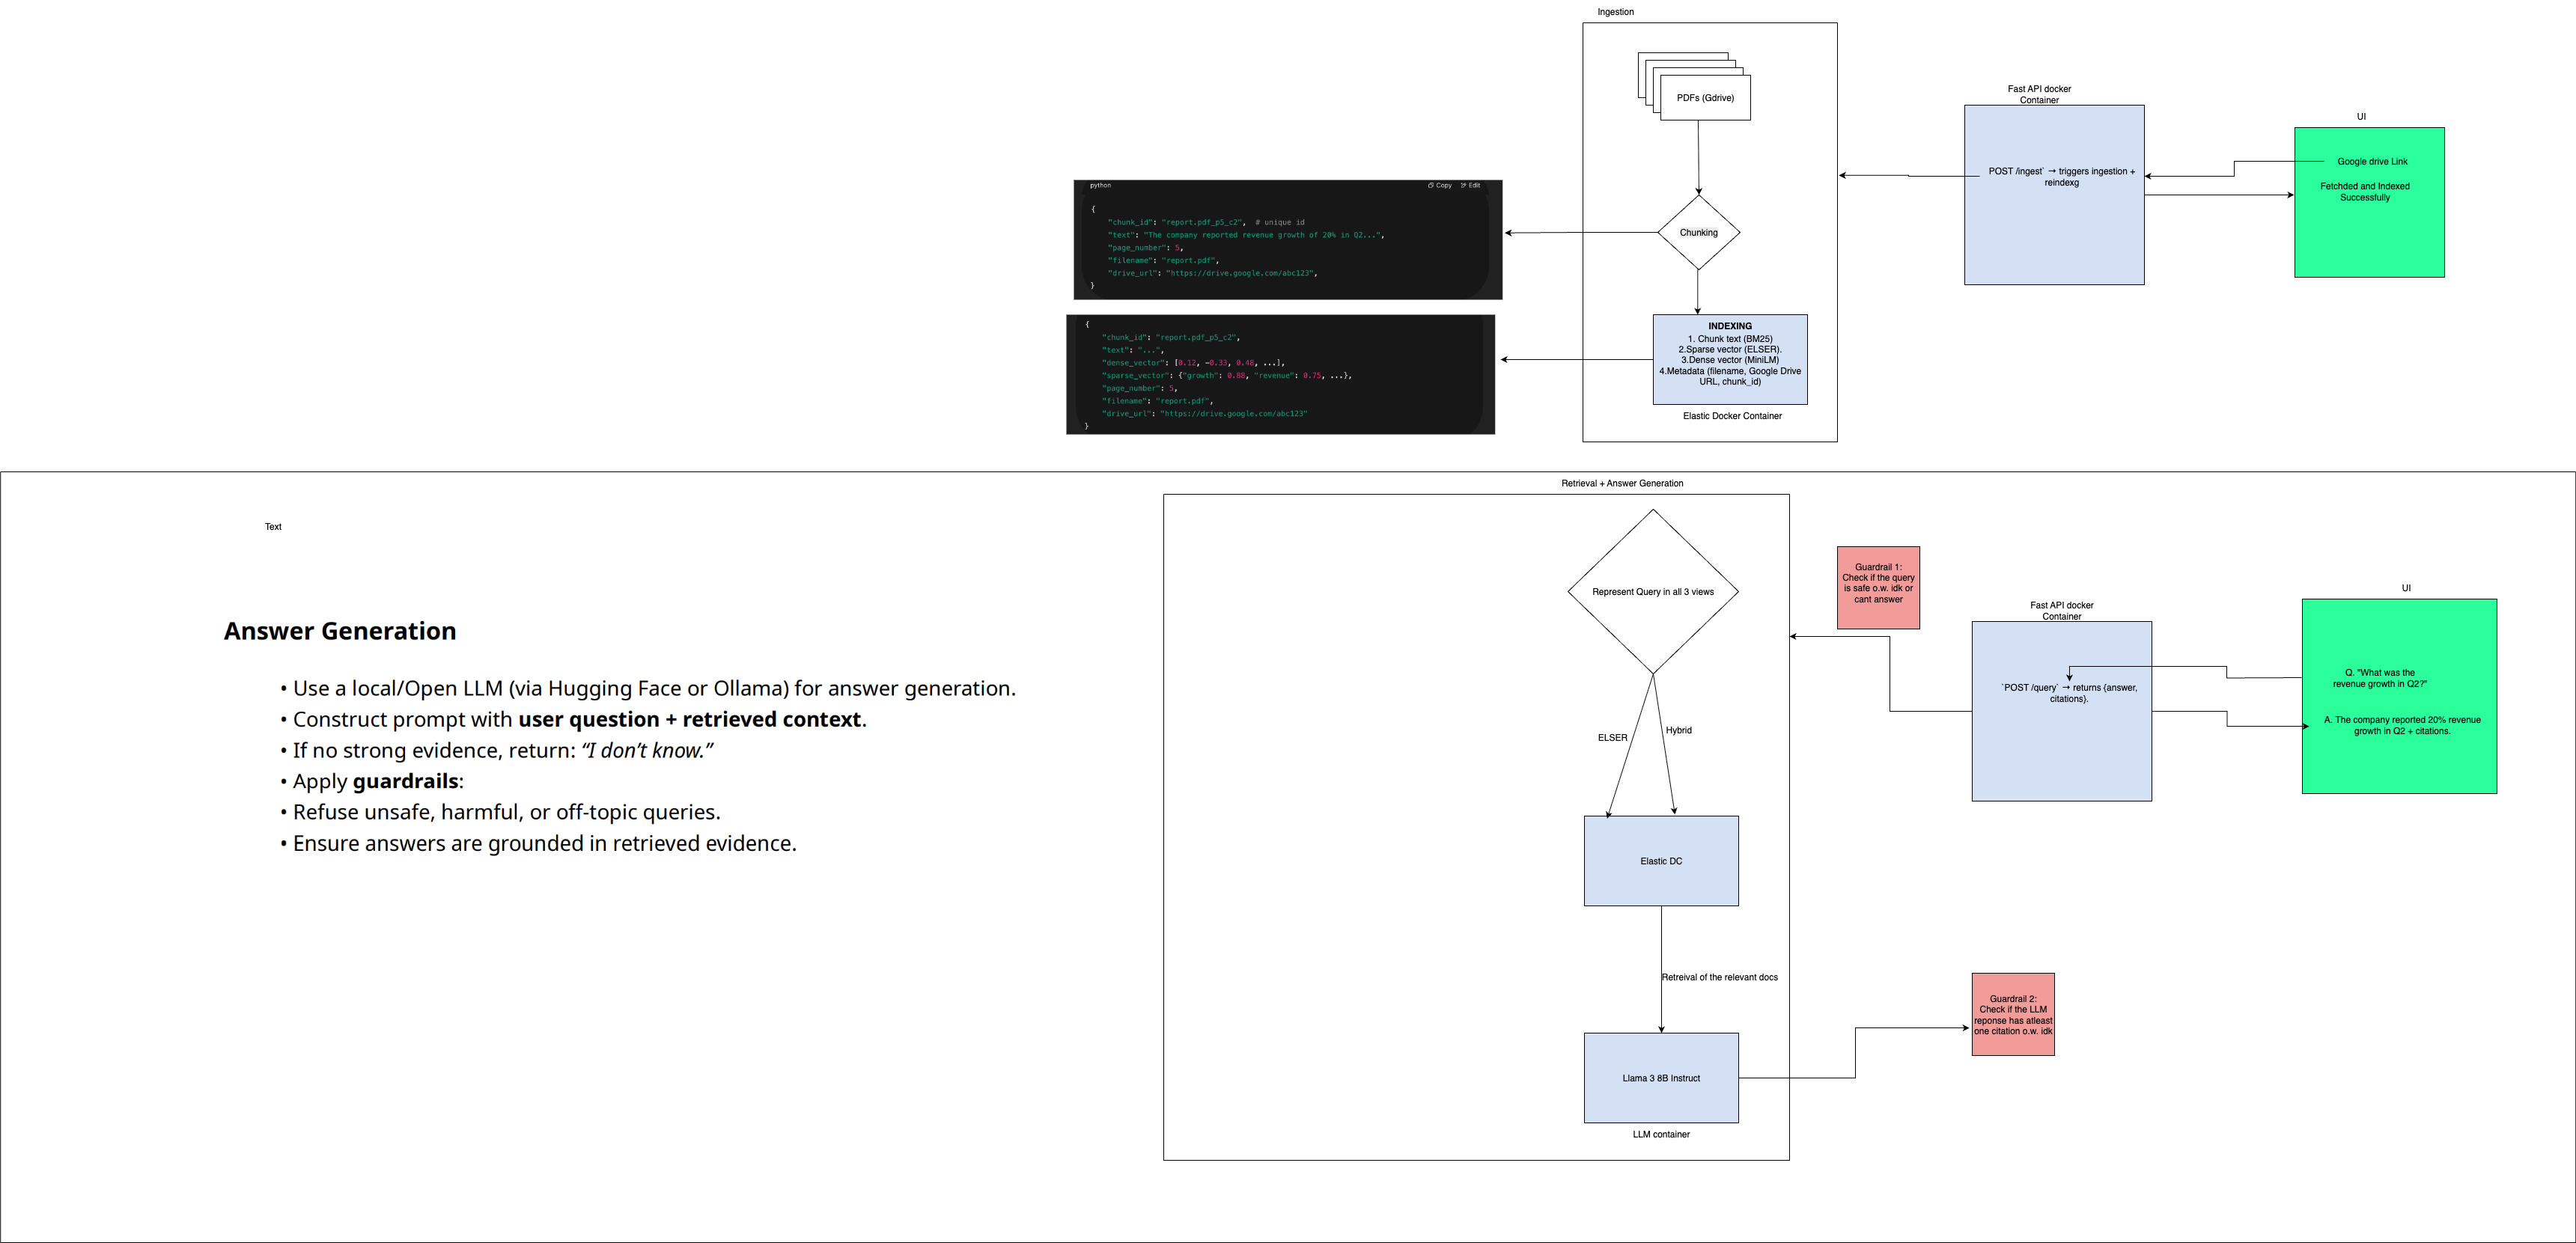 Ingestion
PDFs (Gdrive)
Fast API docker
Container
UI
POST /ingest` → triggers ingestion +
reindexg
Google drive Link
Fetchded and Indexed
Successfully
python
Copy
Edit
{
"chunk_id": "report.pdf_p5_c2",  # unique id
"text": "The company reported revenue growth of 20% in Q2...",
"page_number": 5,
"filename": "report.pdf",
"drive_url": "https://drive.google.com/abc123",
}
Chunking
{
"chunk_id": "report.pdf_p5_c2",
"text": "...",
"dense_vector": [0.12, -0.33, 0.48, ...],
"sparse_vector": {"growth": 0.88, "revenue": 0.75, ...},
"page_number": 5,
"filename": "report.pdf",
"drive_url": "https://drive.google.com/abc123"
}
INDEXING
1. Chunk text (BM25)
2.Sparse vector (ELSER).
3.Dense vector (MiniLM)
4.Metadata (filename, Google Drive
URL, chunk_id)
Elastic Docker Container
Retrieval + Answer Generation
Text
Answer Generation
• Use a local/Open LLM (via Hugging Face or Ollama) for answer generation.
• Construct prompt with user question + retrieved context.
• If no strong evidence, return: “I don’t know.”
• Apply guardrails:
• Refuse unsafe, harmful, or off-topic queries.
• Ensure answers are grounded in retrieved evidence.
Represent Query in all 3 views
Guardrail 1:
Check if the query
is safe o.w. idk or
cant answer
Fast API docker
Container
UI
`POST /query` → returns {answer,
citations}.
Q. "What was the
revenue growth in Q2?"
A. The company reported 20% revenue
growth in Q2 + citations.
ELSER
Hybrid
Elastic DC
Retreival of the relevant docs
Guardrail 2:
Check if the LLM
reponse has atleast
one citation o.w. idk
Llama 3 8B Instruct
LLM container